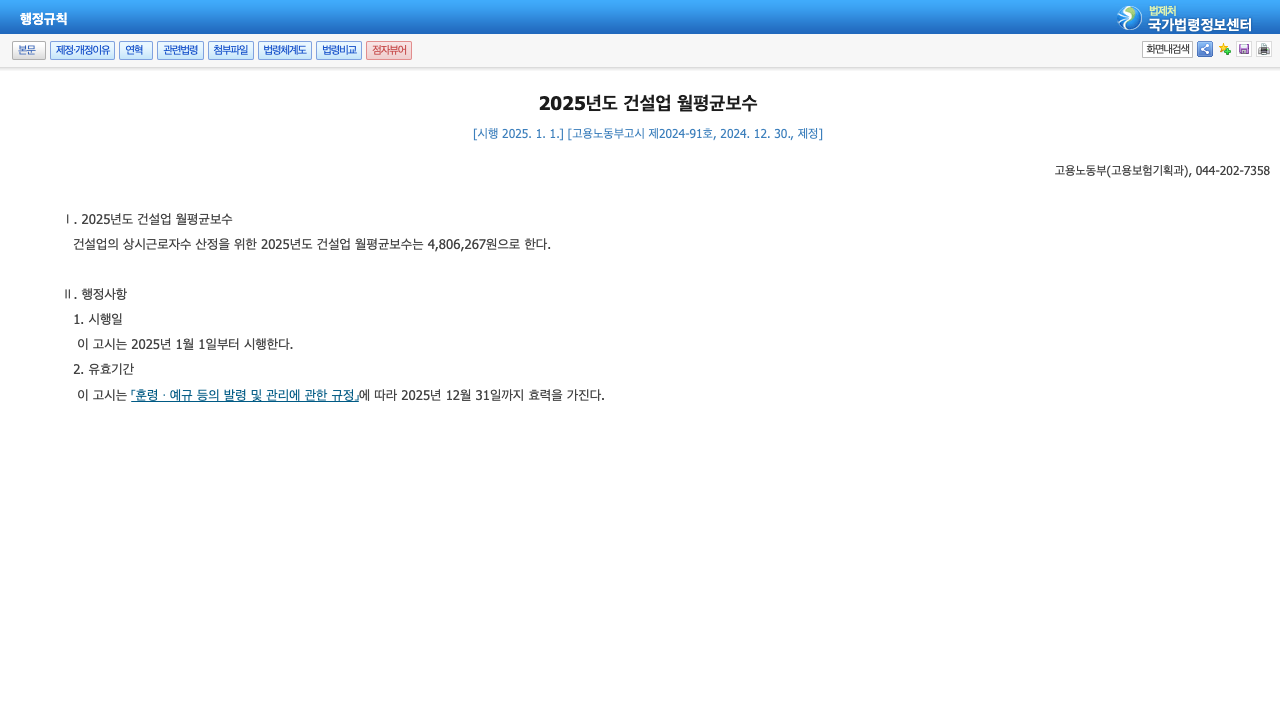 행정규칙
법제처
국가법령정보센터
본문 제정·개정이유 연혁 관련법령 첨부파일 법령체계도 법령비교 점자뷰어 화면내검색
2025년도 건설업 월평균보수
[시행 2025. 1. 1.] [고용노동부고시 제2024-91호, 2024. 12. 30., 제정]
고용노동부(고용보험기획과), 044-202-7358
Ⅰ. 2025년도 건설업 월평균보수
건설업의 상시근로자수 산정을 위한 2025년도 건설업 월평균보수는 4,806,267원으로 한다.
Ⅱ. 행정사항
1. 시행일
이 고시는 2025년 1월 1일부터 시행한다.
2. 유효기간
이 고시는 「훈령ㆍ예규 등의 발령 및 관리에 관한 규정」에 따라 2025년 12월 31일까지 효력을 가진다.